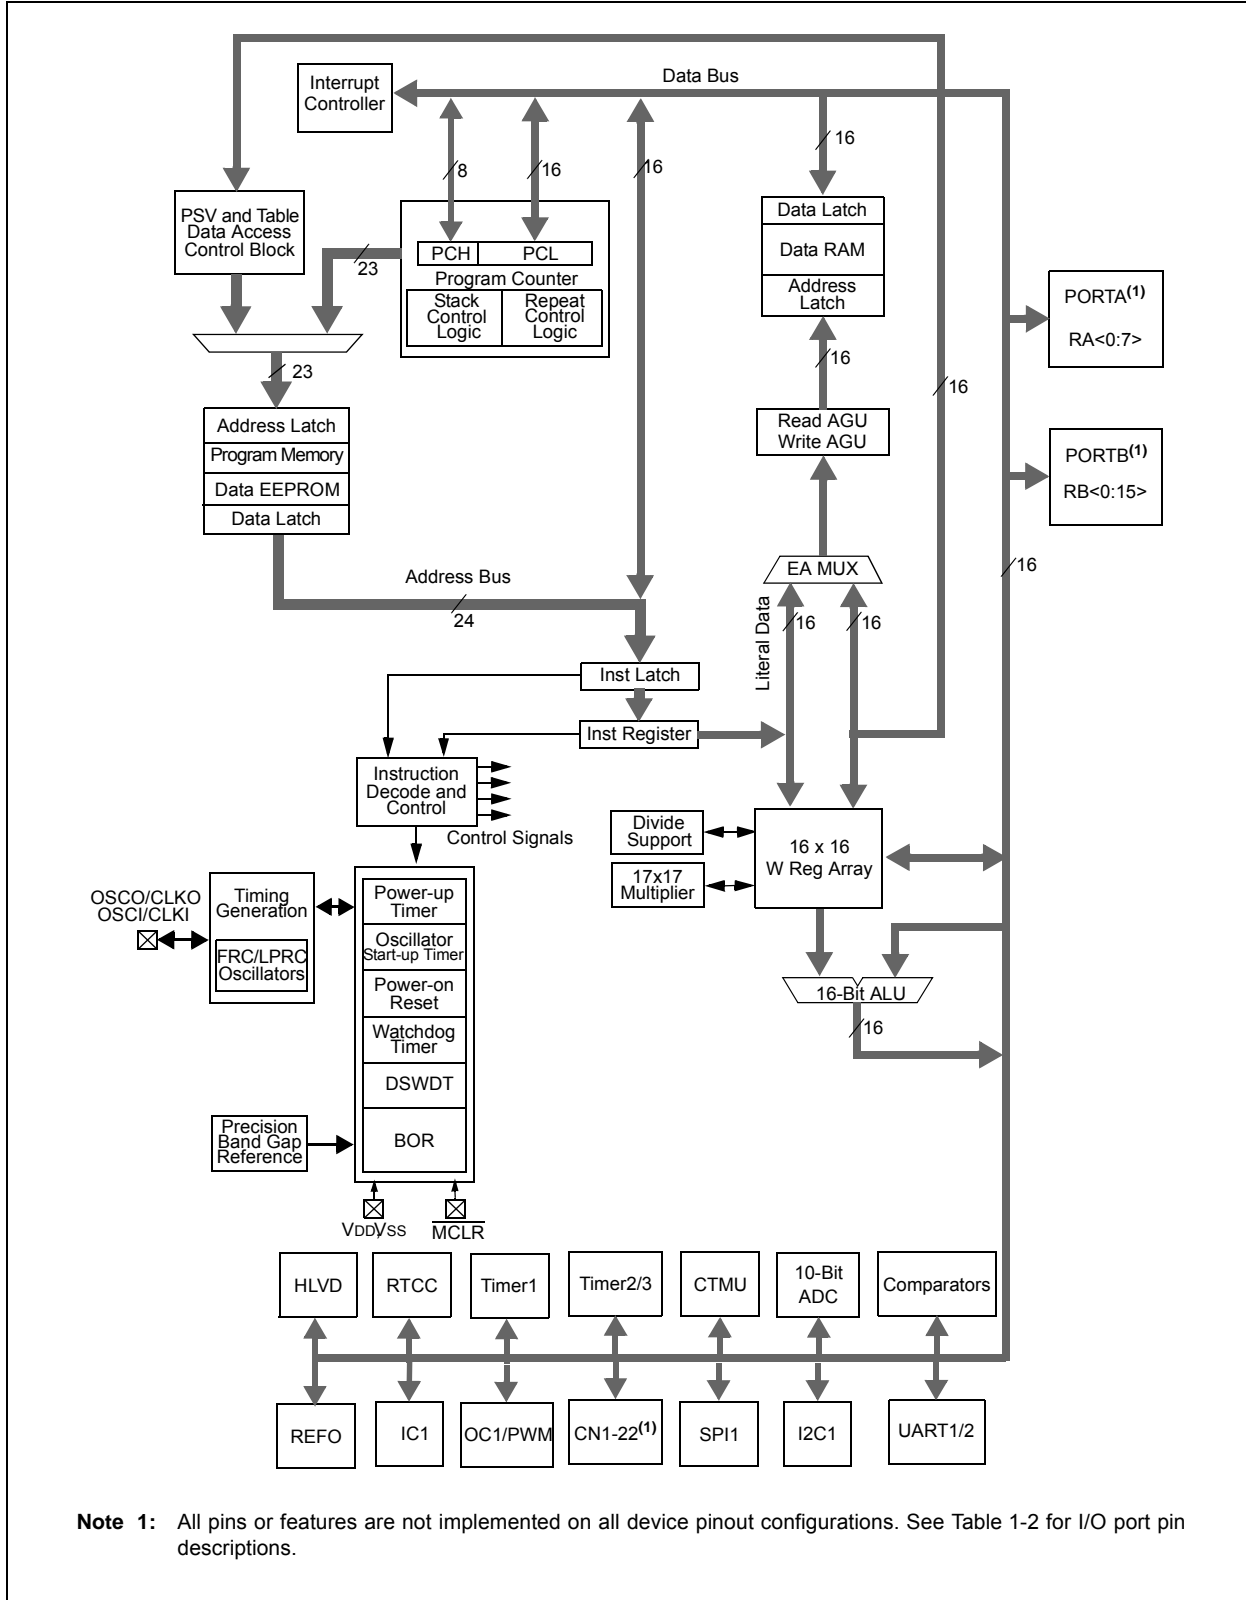 Data Bus
Interrupt
Controller
16
8
16
16
PSV and Table
Data Access
Control Block
23
PCH
PCL
Program Counter
Stack
Control
Logic
Repeat
Control
Logic
Data Latch
Data RAM
Address
Latch
PORTA(1)
RA<0:7>
16
16
23
Address Latch
Program Memory
Data EEPROM
Data Latch
Read AGU
Write AGU
PORTB(1)
RB<0:15>
EA MUX
16
Address Bus
24
Literal Data
16
16
Inst Latch
Inst Register
Instruction
Decode and
Control
Control Signals
Divide
Support
17x17
Multiplier
16 x 16
W Reg Array
OSCO/CLKO
OSCI/CLKI
Timing
Generation
FRC/LPRC
Oscillators
Power-up
Timer
Oscillator
Start-up Timer
Power-on
Reset
Watchdog
Timer
DSWDT
BOR
16-Bit ALU
16
Precision
Band Gap
Reference
VDD,VSS
MCLR
HLVD
RTCC
Timer1
Timer2/3
CTMU
10-Bit
ADC
Comparators
REFO
IC1
OC1/PWM
CN1-22(1)
SPI1
I2C1
UART1/2
Note 1: All pins or features are not implemented on all device pinout configurations. See Table 1-2 for I/O port pin
descriptions.